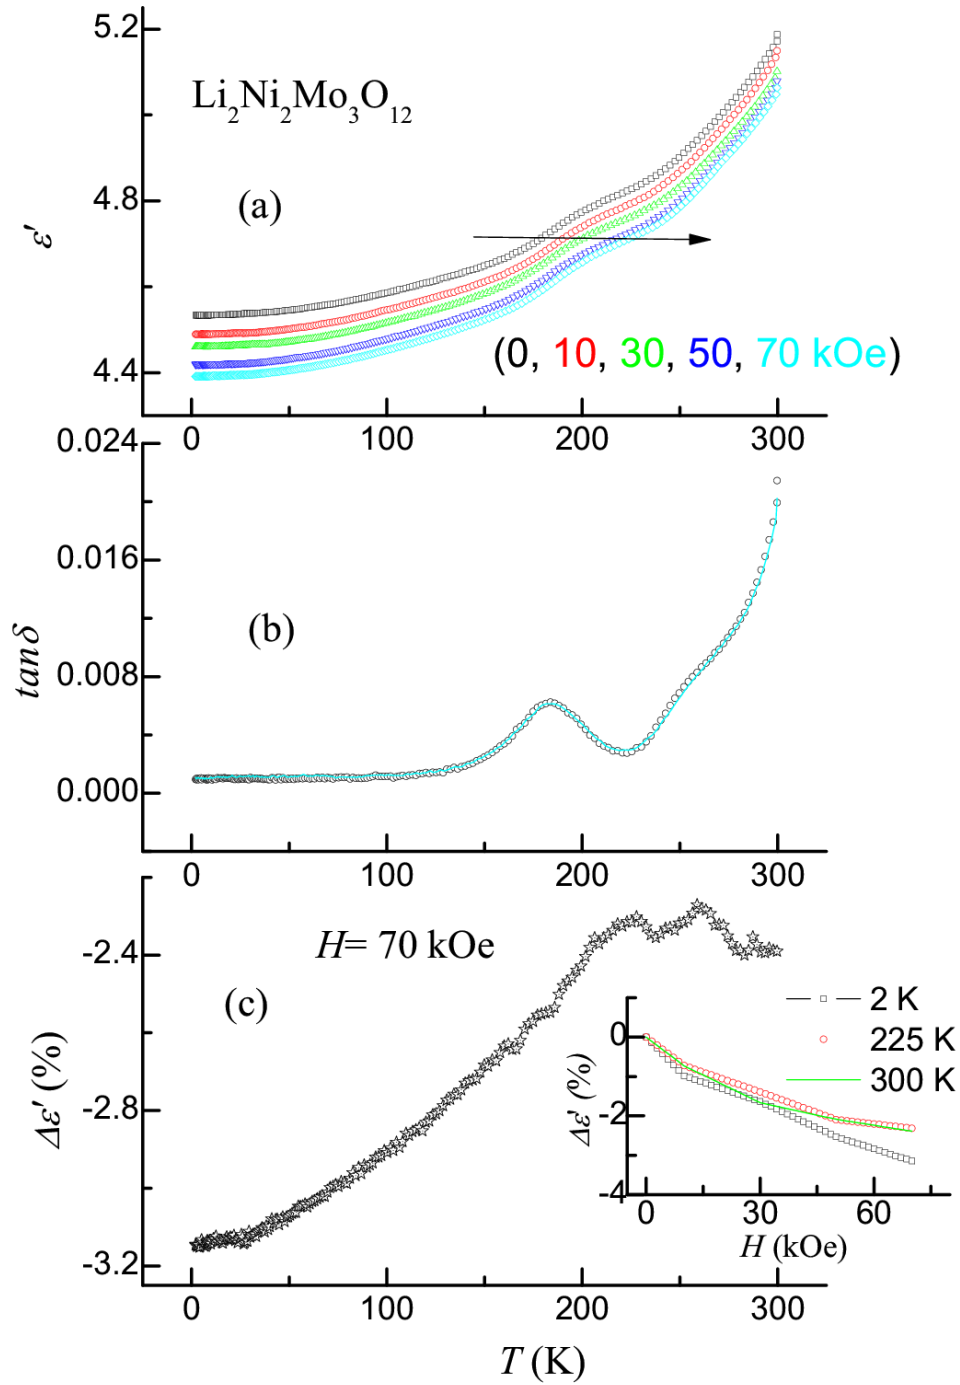 5.2
Li₂Ni₂Mo₃O₁₂
(a)
4.8
ε'
(0, 10, 30, 50, 70 kOe)
4.4
0 100 200 300
0.024
0.016
(b)
tanδ
0.008
0.000
0 100 200 300
H= 70 kOe
-2.4
(c)
Δε' (%)
-2.8
-3.2
0 100 200 300
T (K)
2 K
225 K
300 K
0
Δε' (%)
-2
-4
0 30 60
H (kOe)